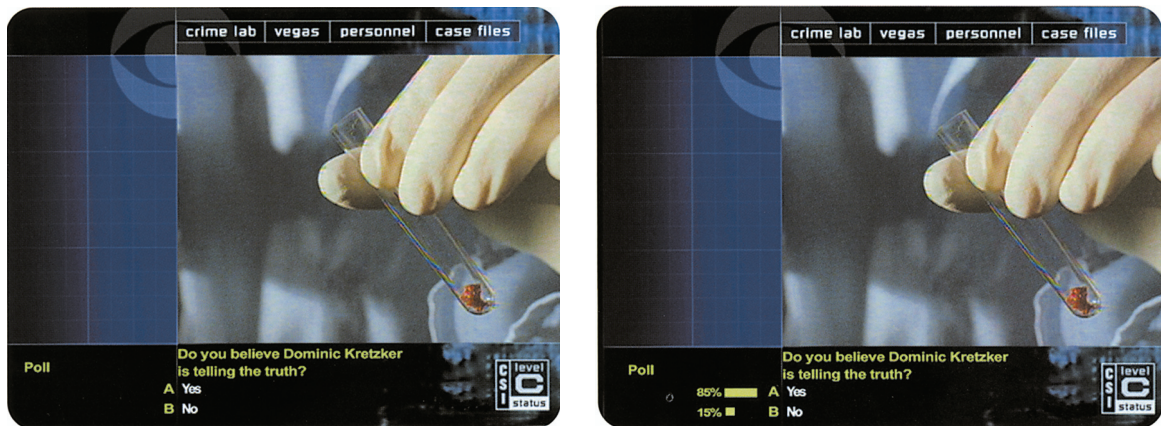 crime lab vegas personnel case files
Poll
Do you believe Dominic Kretzker
is telling the truth?
A Yes
B No
CSI level C status
crime lab vegas personnel case files
Poll
Do you believe Dominic Kretzker
is telling the truth?
85% A Yes
15% B No
CSI level C status